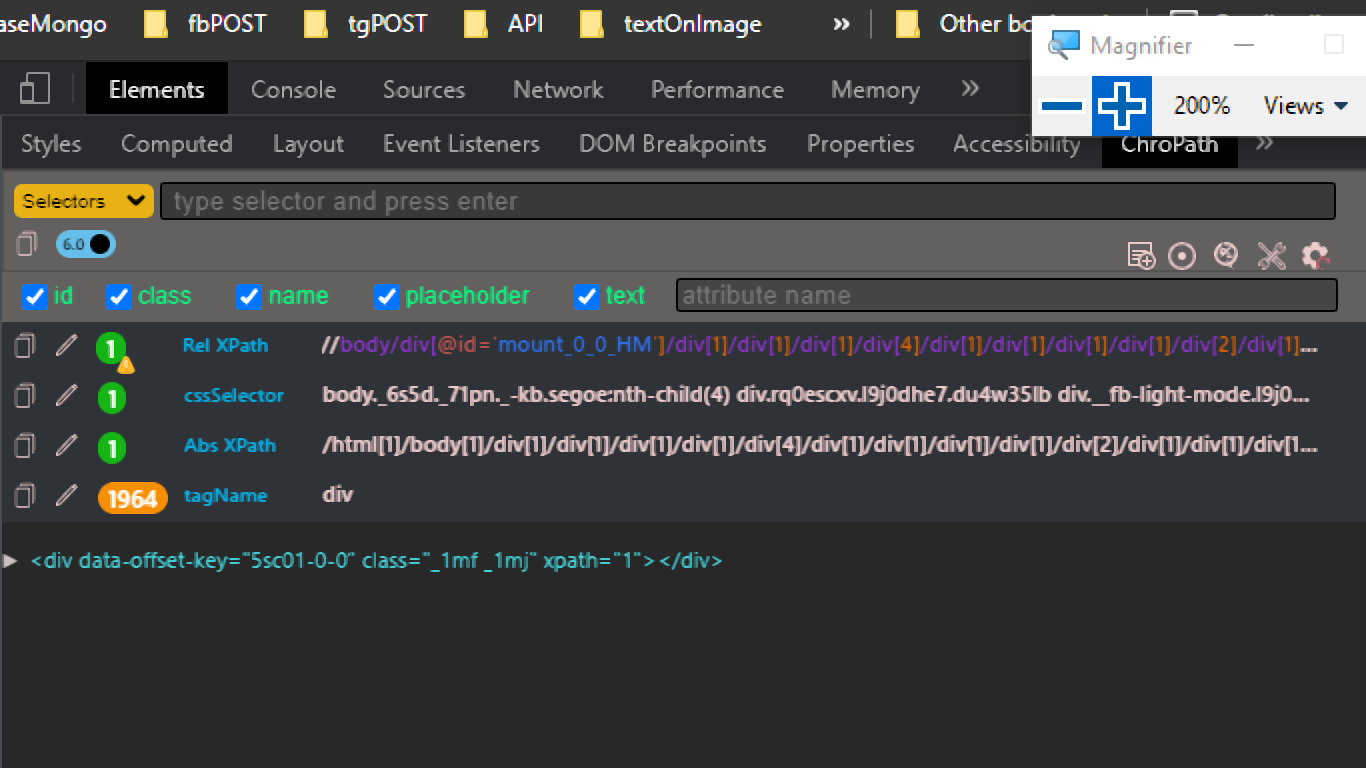 aseMongo fbPOST tgPOST API textOnImage » Other
Magnifier
Elements Console Sources Network Performance Memory »
200% Views
Styles Computed Layout Event Listeners DOM Breakpoints Properties Accessibility ChroPath »
Selectors type selector and press enter
6.0
id class name placeholder text attribute name
1 Rel XPath //body/div[@id='mount_0_0_HM']/div[1]/div[1]/div[1]/div[4]/div[1]/div[1]/div[1]/div[1]/div[2]/div[1]...
1 cssSelector body._6s5d._71pn._-kb.segoe:nth-child(4) div.rq0escxv.l9j0dhe7.du4w35lb div.__fb-light-mode.l9j0...
1 Abs XPath /html[1]/body[1]/div[1]/div[1]/div[1]/div[1]/div[4]/div[1]/div[1]/div[1]/div[1]/div[2]/div[1]/div[1]/div[1...
1964 tagName div
<div data-offset-key="5sc01-0-0" class="_1mf _1mj" xpath="1"></div>